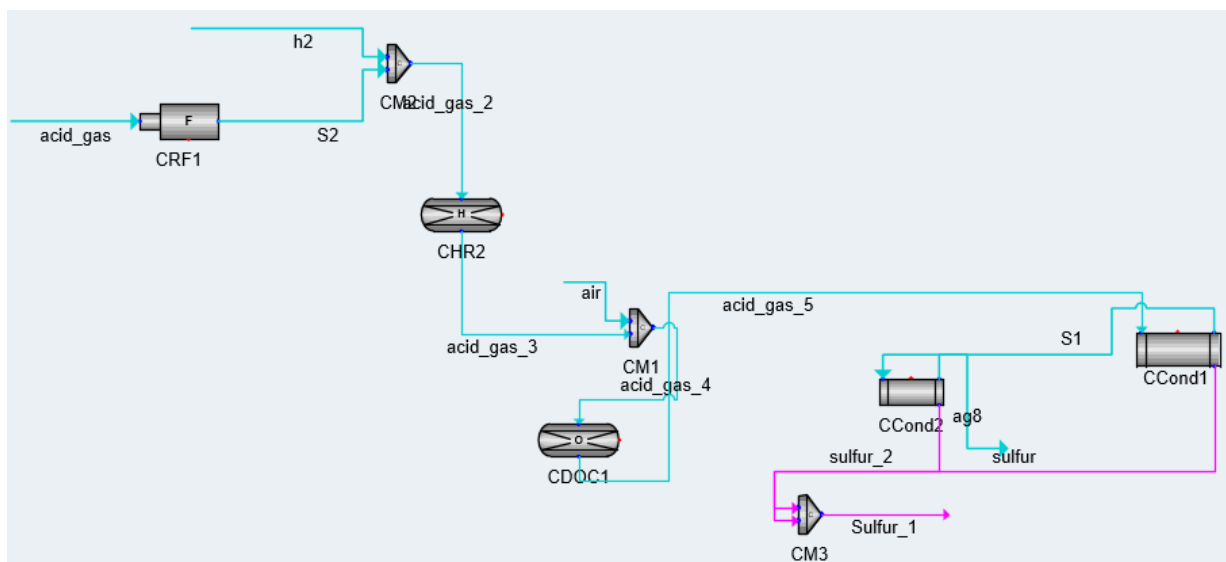 h2
CM2
acid_gas_2
acid_gas
F
CRF1
S2
H
CHR2
air
acid_gas_5
acid_gas_3
C
CM1
S1
acid_gas_4
CCond1
CCond2
ag8
O
CDOC1
sulfur_2
sulfur
C
CM3
Sulfur_1